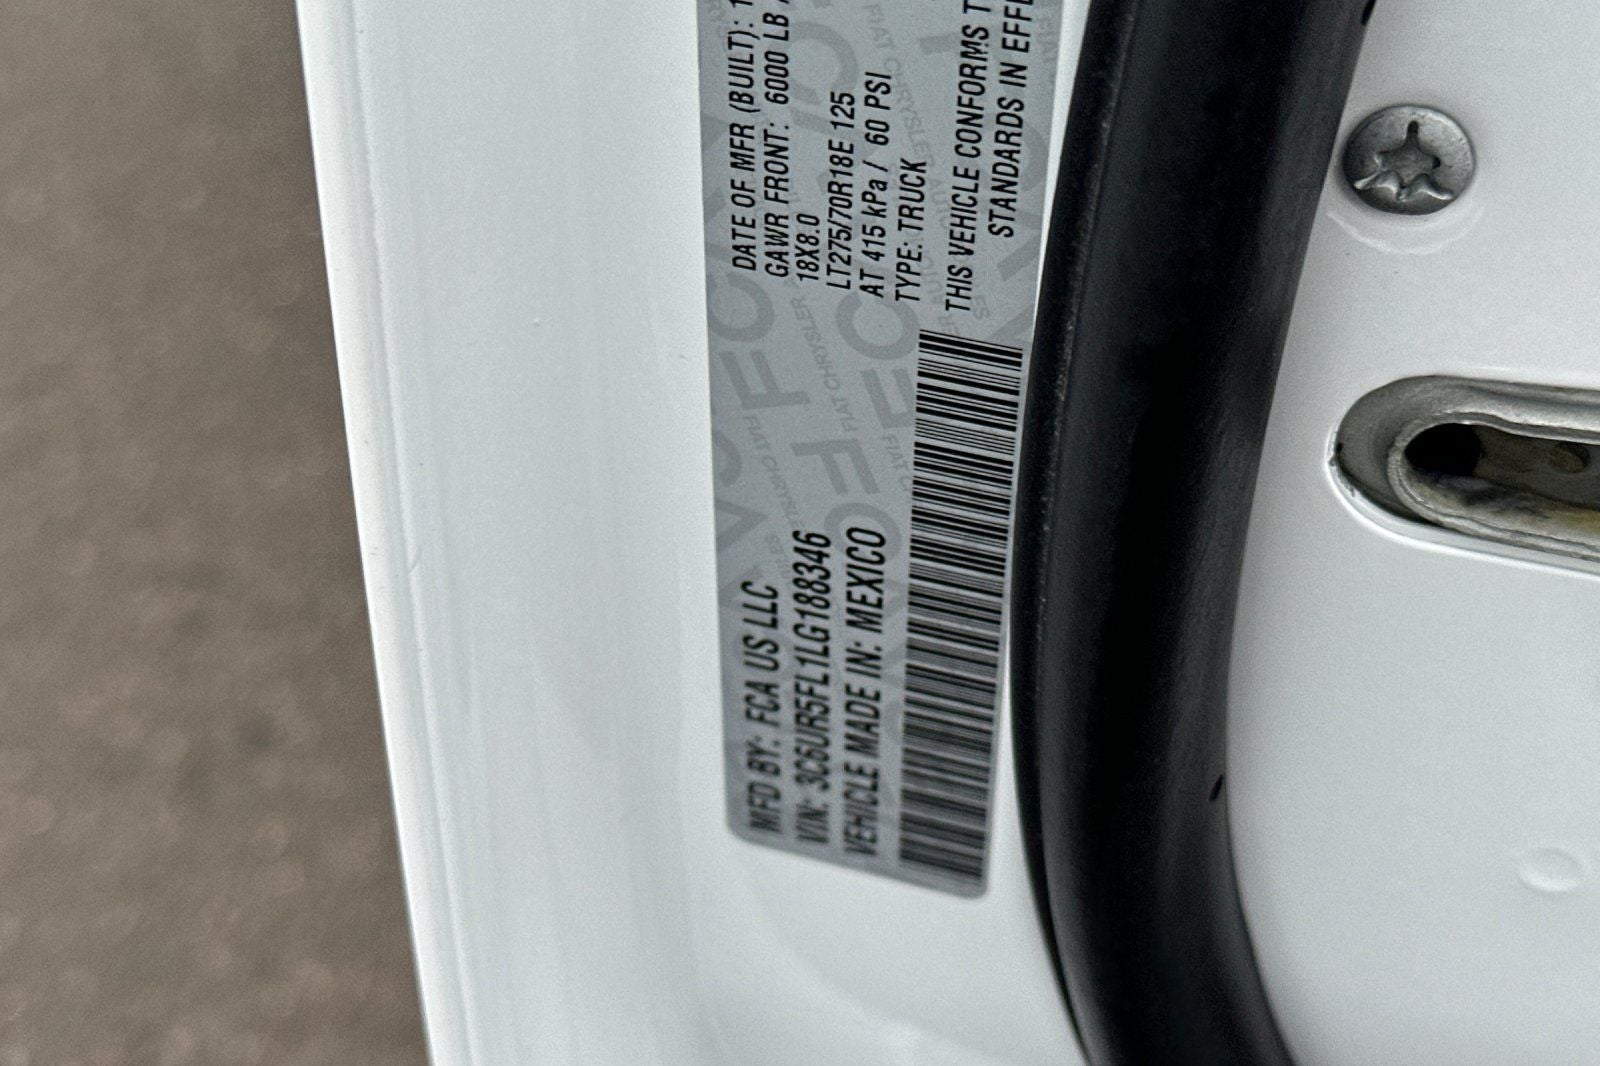 MFD BY: FCA US LLC
DATE OF MFR (BUILT):
VIN: 3C6UR5FL1LG188346
GAWR FRONT: 6000 LB
VEHICLE MADE IN: MEXICO
18X8.0
LT275/70R18E 125
AT 415 kPa / 60 PSI
TYPE: TRUCK
THIS VEHICLE CONFORMS
STANDARDS IN